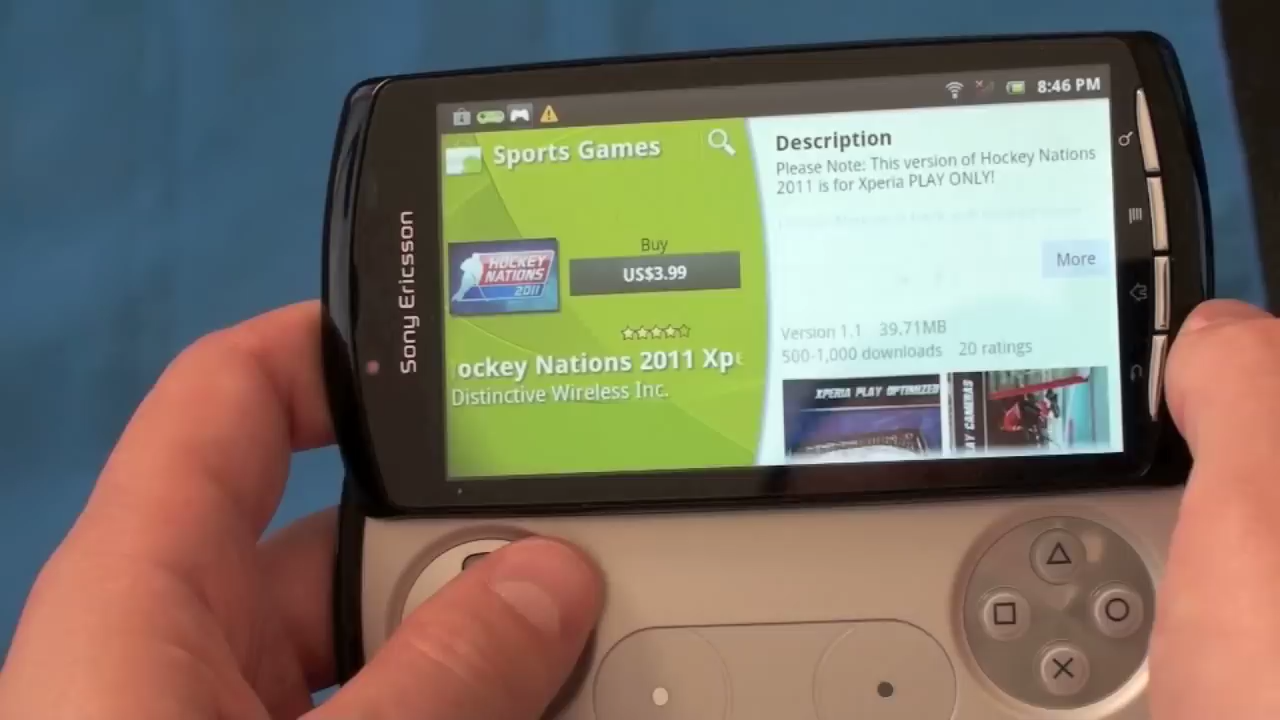 8:46 PM
Sony Ericsson
Sports Games
Buy
US$3.99
HOCKEY
NATIONS
2011
ockey Nations 2011 Xp
Distinctive Wireless Inc.
Description
Please Note: This version of Hockey Nations
2011 is for Xperia PLAY ONLY!
More
Version 1.1 39.71MB
500-1,000 downloads 20 ratings
XPERIA PLAY OPTIMIZED
AY CAMERAS